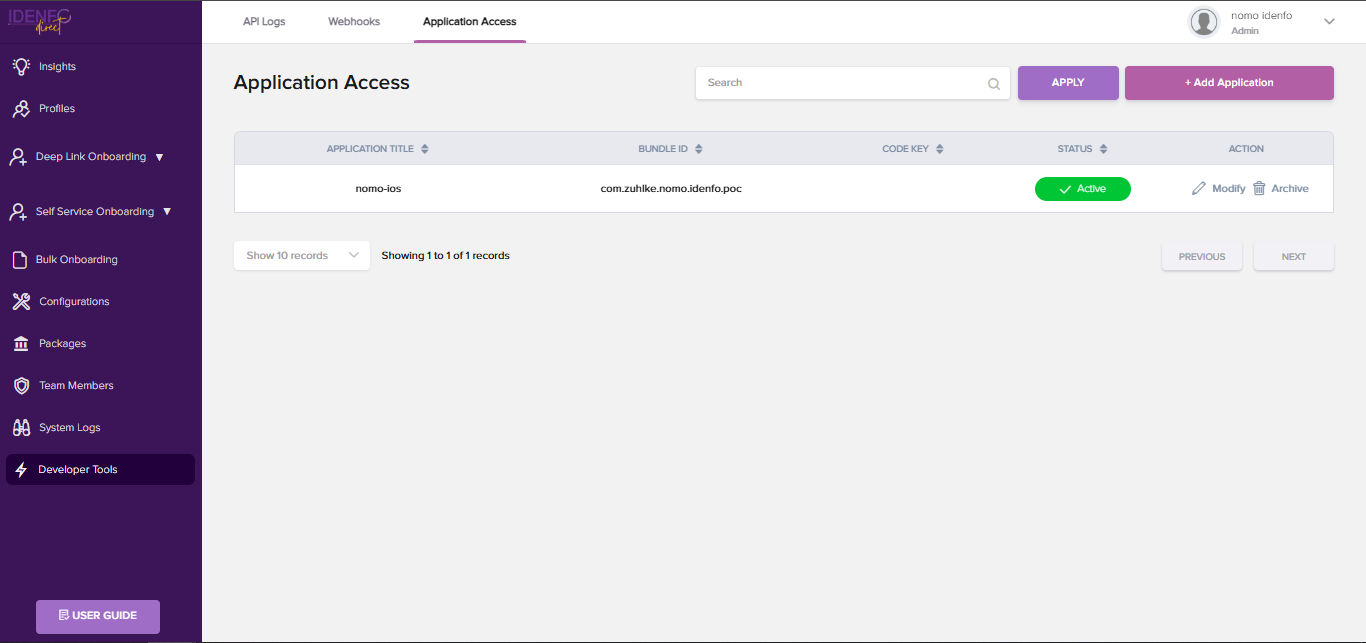 IDENFO
direct
API Logs
Webhooks
Application Access
nomo idenfo
Admin
Insights
Profiles
Deep Link Onboarding ▼
Self Service Onboarding ▼
Bulk Onboarding
Configurations
Packages
Team Members
System Logs
Developer Tools
USER GUIDE
Application Access
Search
APPLY
+ Add Application
APPLICATION TITLE BUNDLE ID CODE KEY STATUS ACTION
nomo-ios com.zuhlke.nomo.idenfo.poc Active Modify Archive
Show 10 records Showing 1 to 1 of 1 records PREVIOUS NEXT